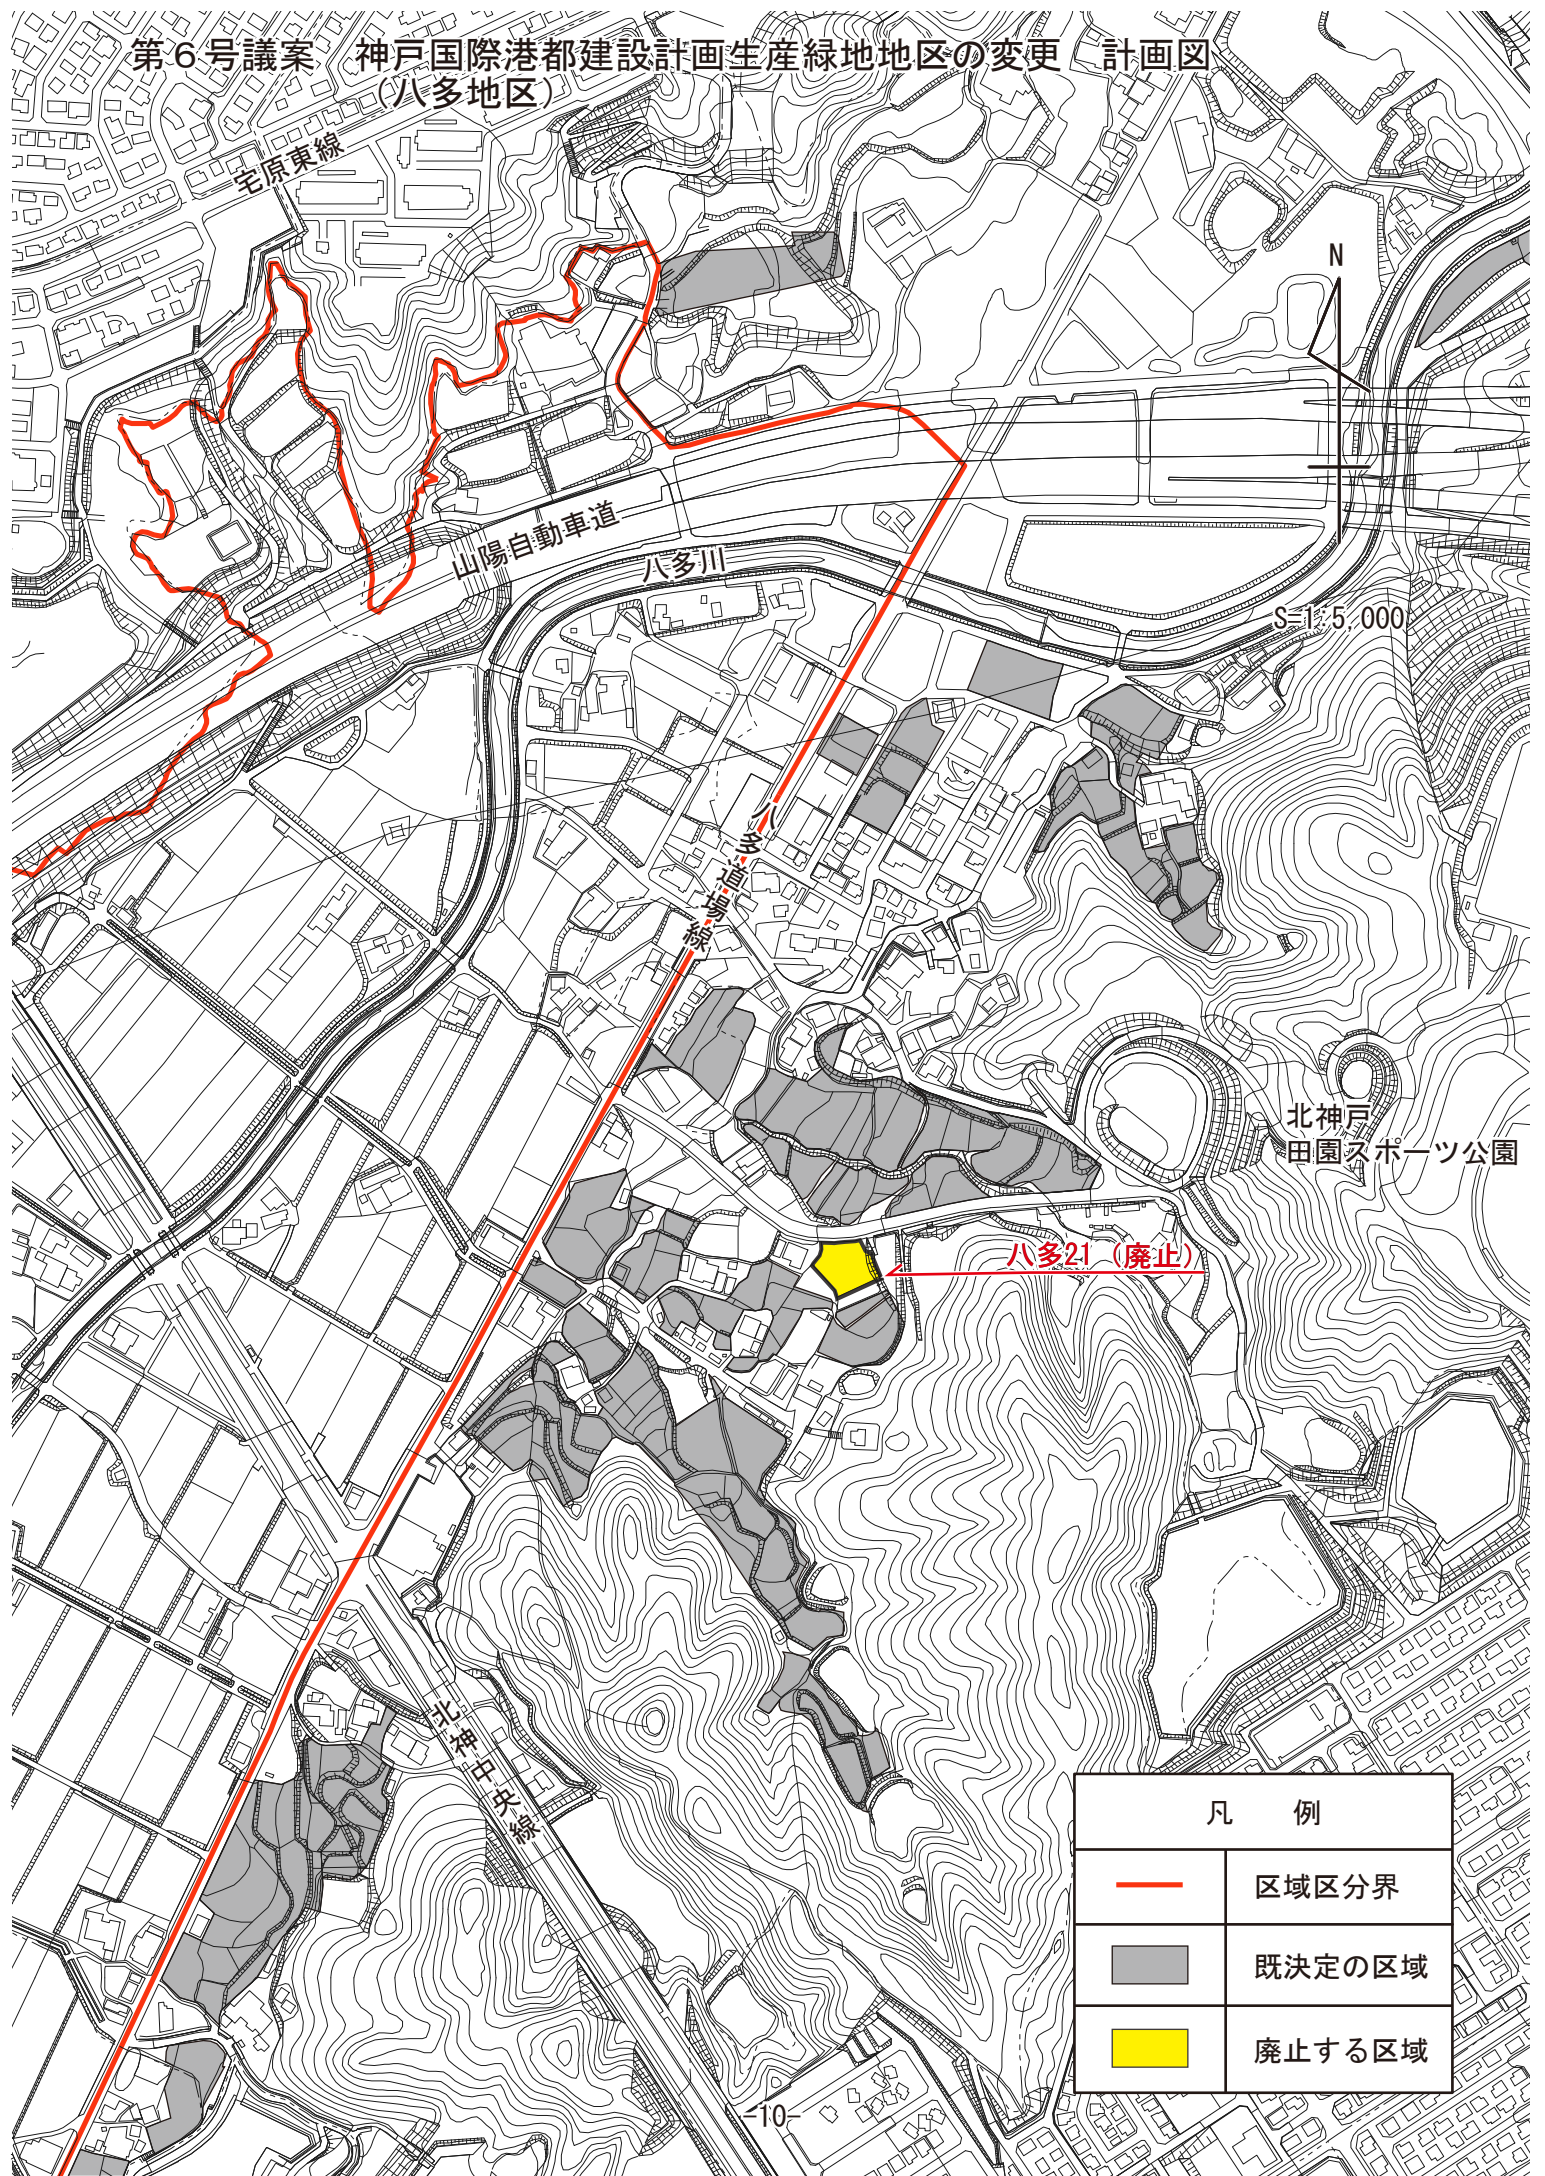 第６号議案　神戸国際港都建設計画生産緑地地区の変更　計画図
（八多地区）
宅原東線
N
山陽自動車道
八多川
S=1:5,000
八多道場線
北神戸
田園スポーツ公園
八多21（廃止）
北神中央線
凡　例
区域区分界
既決定の区域
廃止する区域
-10-